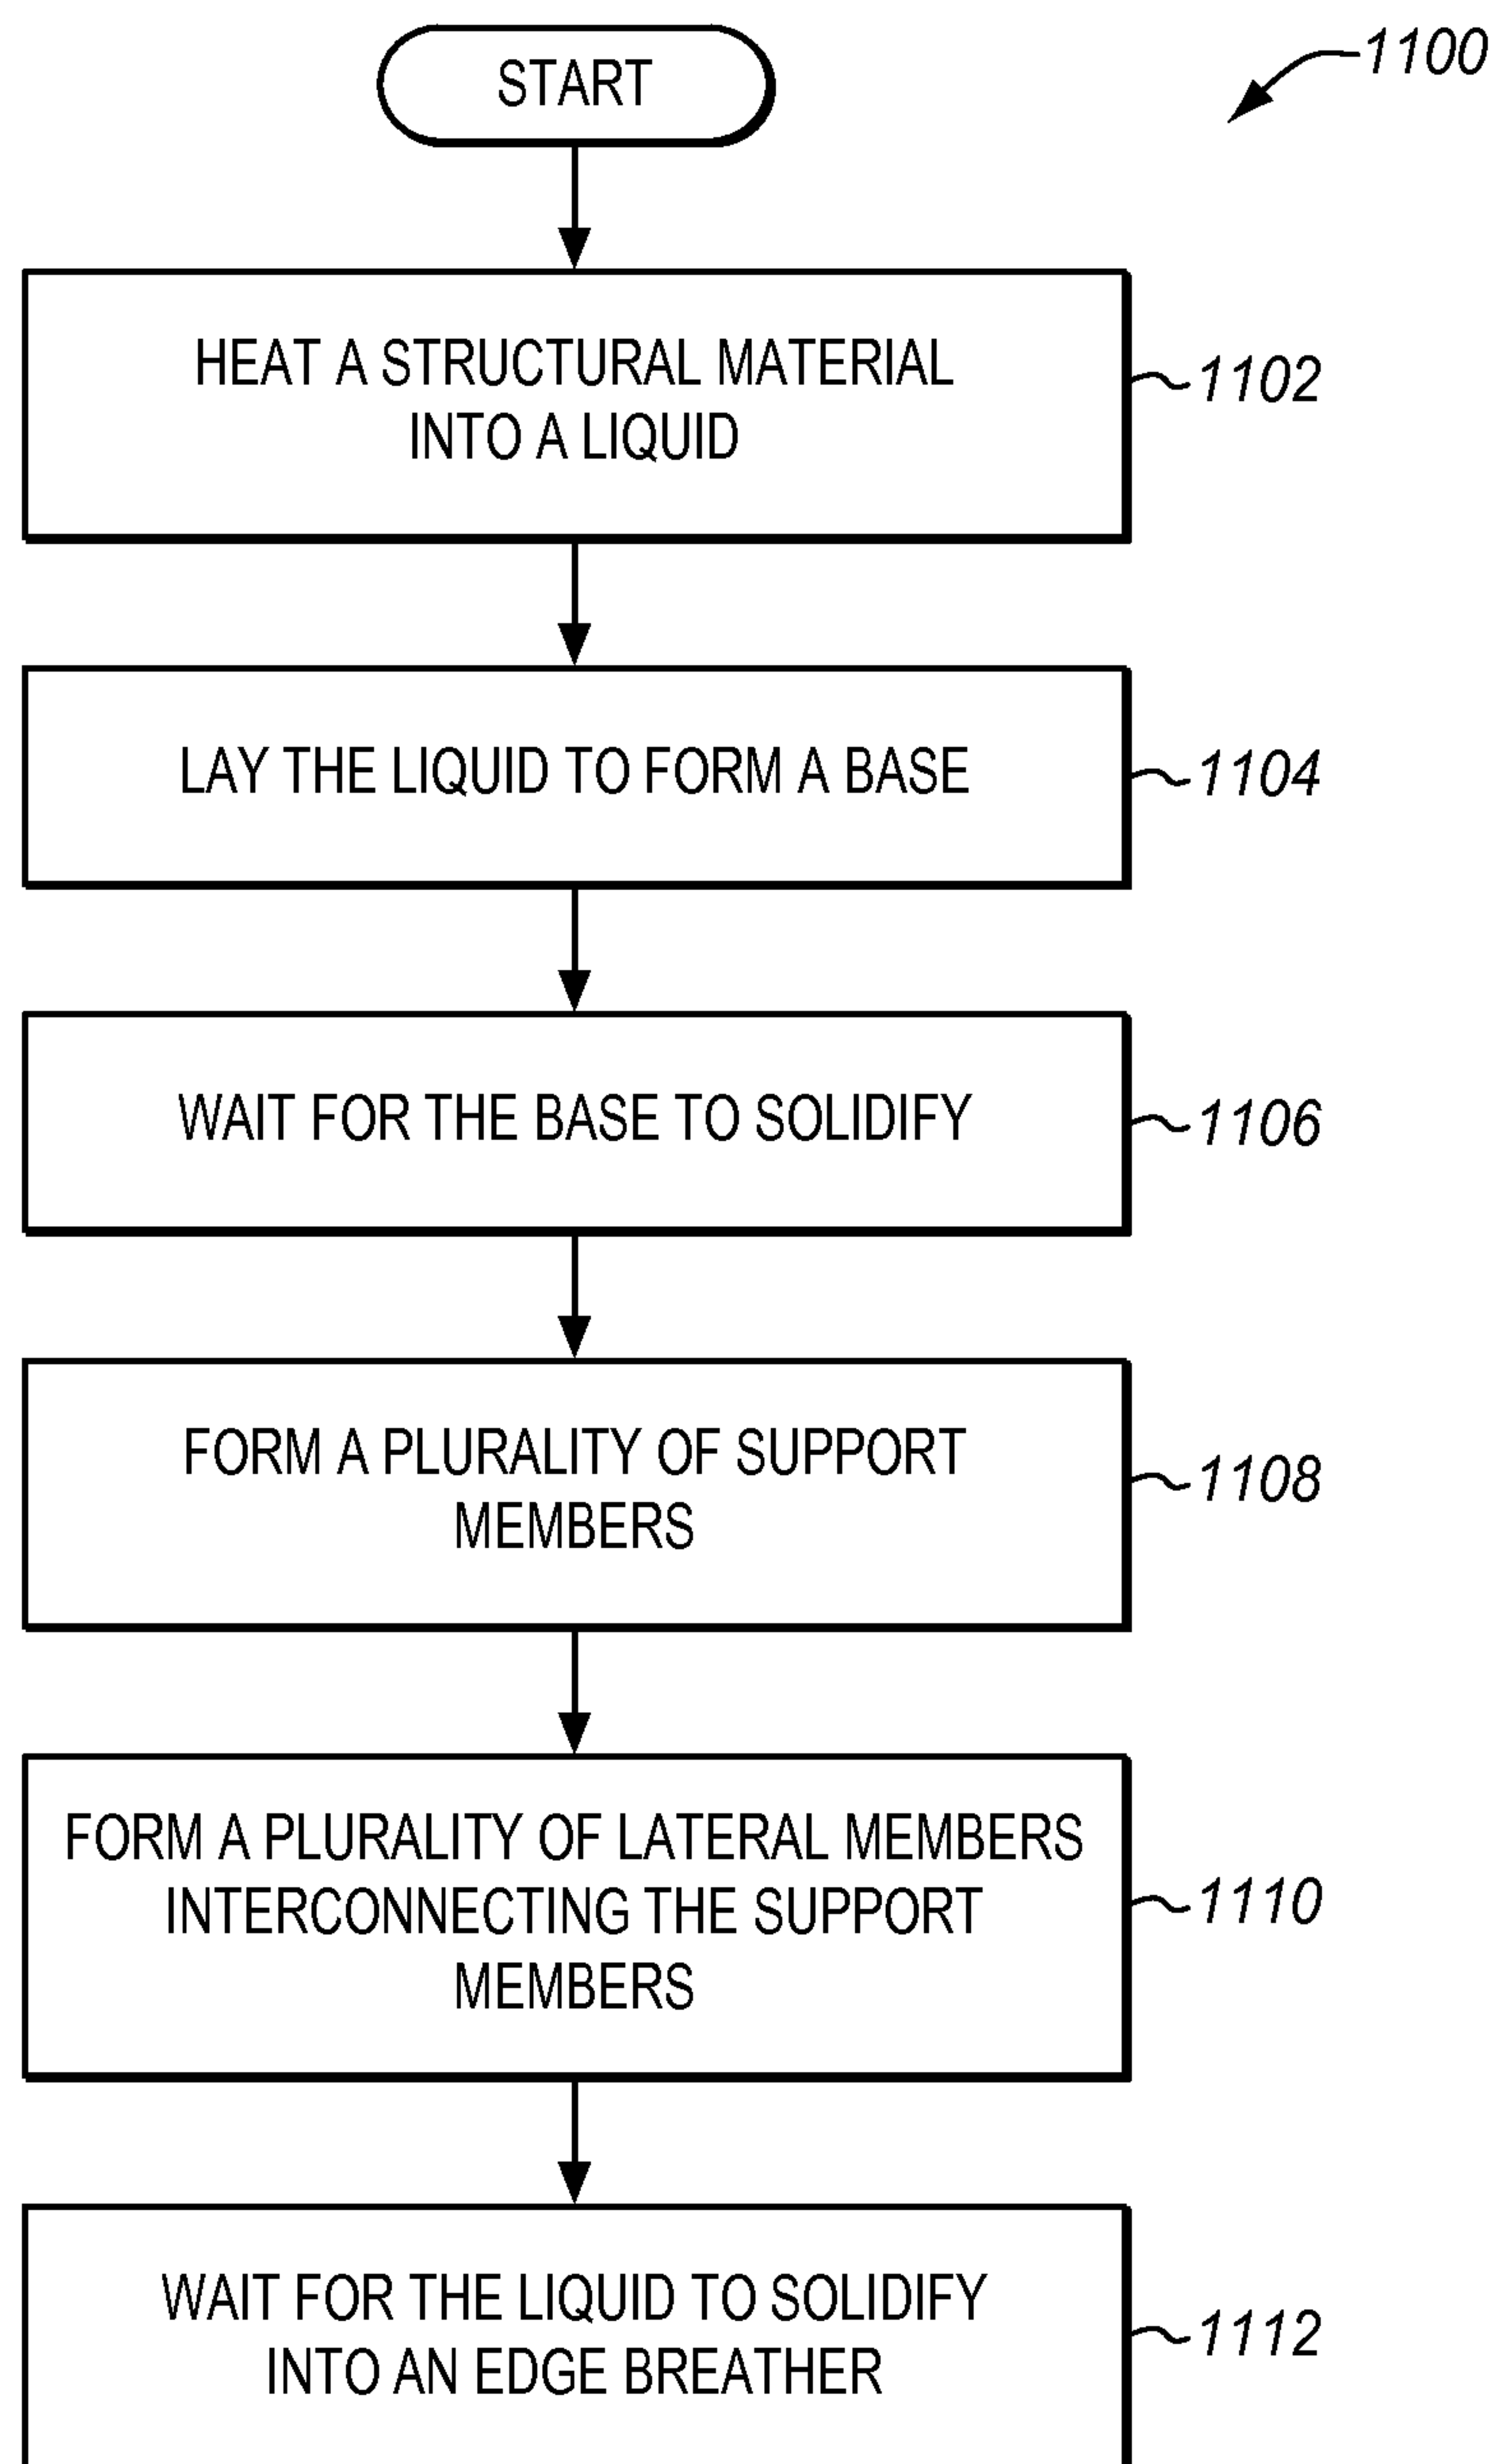 1100
START
HEAT A STRUCTURAL MATERIAL
INTO A LIQUID
1102
LAY THE LIQUID TO FORM A BASE
1104
WAIT FOR THE BASE TO SOLIDIFY
1106
FORM A PLURALITY OF SUPPORT
MEMBERS
1108
FORM A PLURALITY OF LATERAL MEMBERS
INTERCONNECTING THE SUPPORT
MEMBERS
1110
WAIT FOR THE LIQUID TO SOLIDIFY
INTO AN EDGE BREATHER
1112